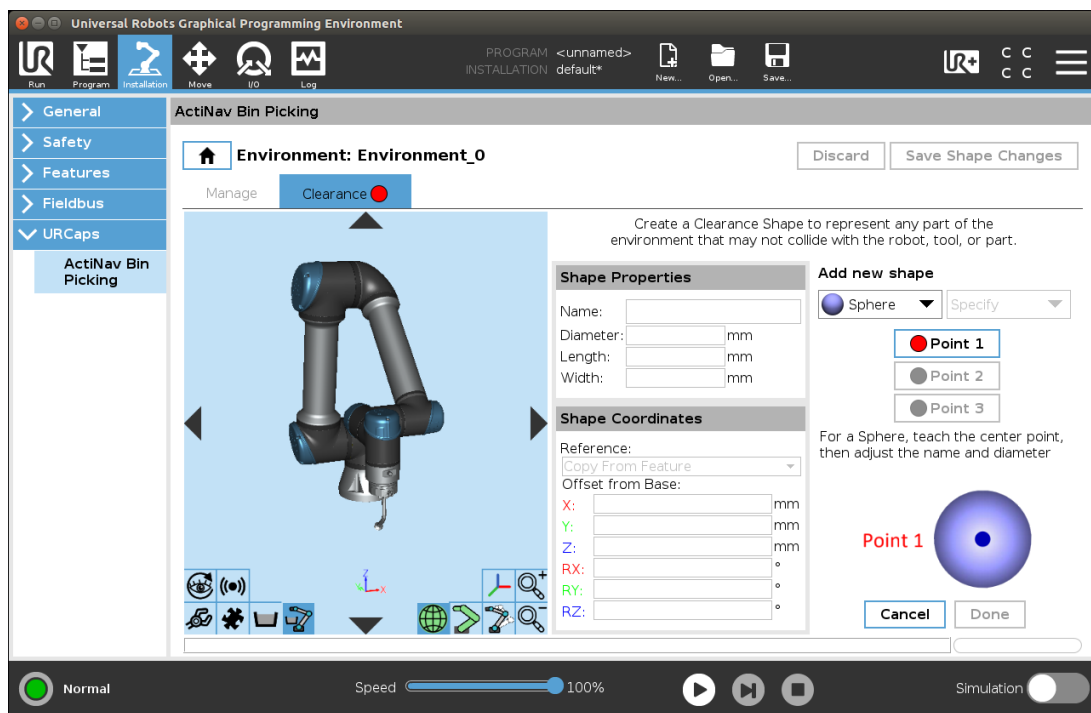 Universal Robots Graphical Programming Environment
Run
Program
Installation
Move
I/O
Log
PROGRAM <unnamed>
INSTALLATION default*
New...
Open...
Save...
UR+
C C
C C
General
Safety
Features
Fieldbus
URCaps
ActiNav Bin
Picking
ActiNav Bin Picking
Environment: Environment_0
Discard
Save Shape Changes
Manage
Clearance
Create a Clearance Shape to represent any part of the
environment that may not collide with the robot, tool, or part.
Z
X
Shape Properties
Name:
Diameter: mm
Length: mm
Width: mm
Shape Coordinates
Reference:
Copy From Feature
Offset from Base:
X: mm
Y: mm
Z: mm
RX: °
RY: °
RZ: °
Add new shape
Sphere
Specify
Point 1
Point 2
Point 3
For a Sphere, teach the center point,
then adjust the name and diameter
Point 1
Cancel
Done
Normal
Speed 100%
Simulation